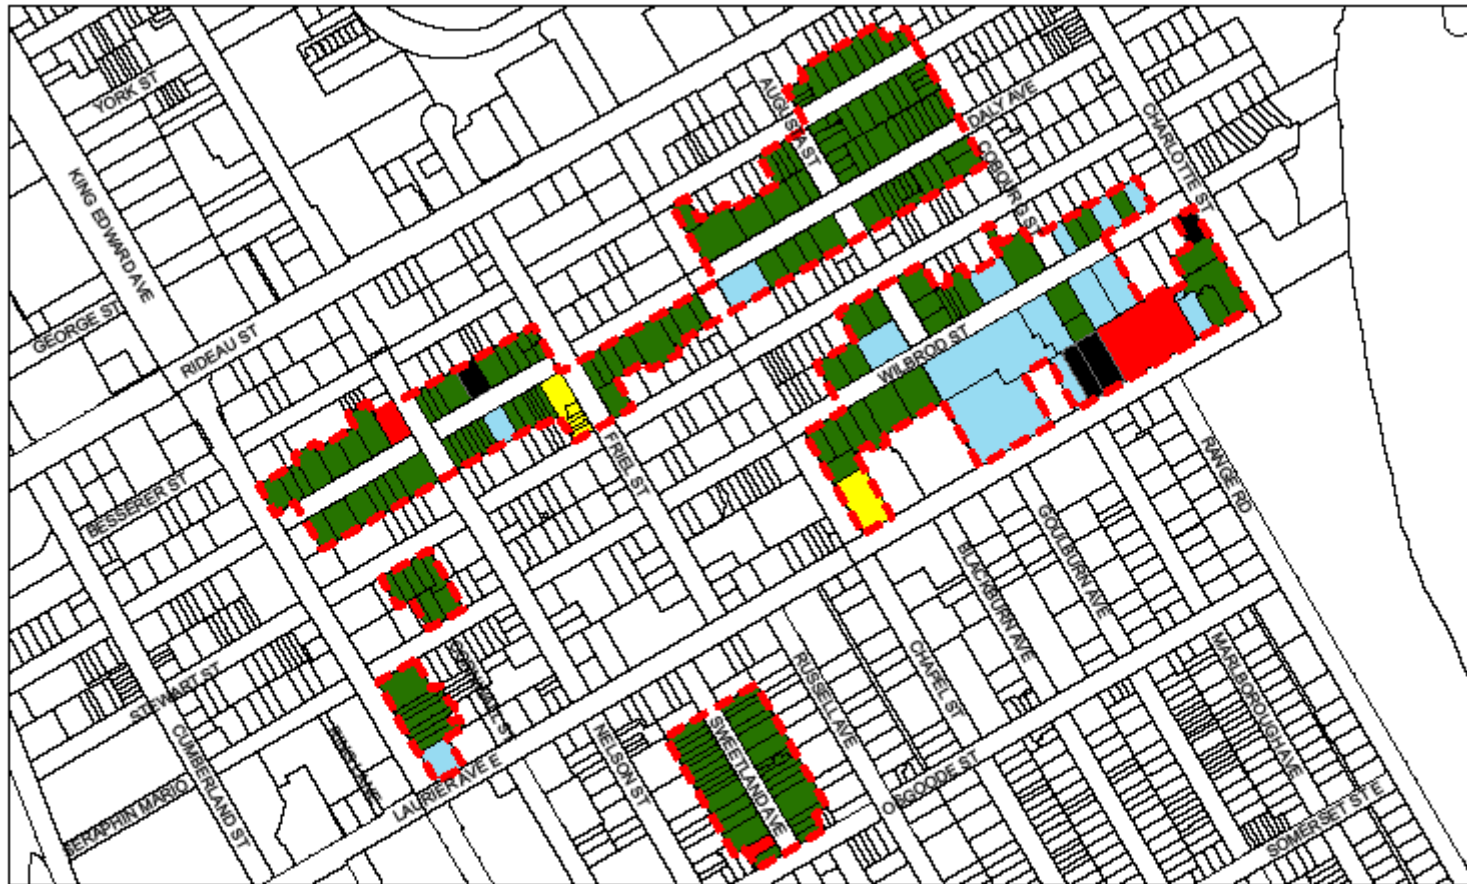 YORK ST
KING EDWARD AVE
GEORGE ST
RIDEAU ST
AUGUSTA ST
DALY AVE
COBOURG ST
CHARLOTTE ST
WILBROD ST
BESSERER ST
FRIEL ST
RANGE RD
GOULBURN AVE
BLACKBURN AVE
STEWART ST
CUMBERLAND ST
SERAPHIN MARION
LAURIER AVE E
NELSON ST
SWEETLAND AVE
RUSSELL AVE
CHAPEL ST
OSGOODE ST
MARLBOROUGH AVE
SOMERSET ST E